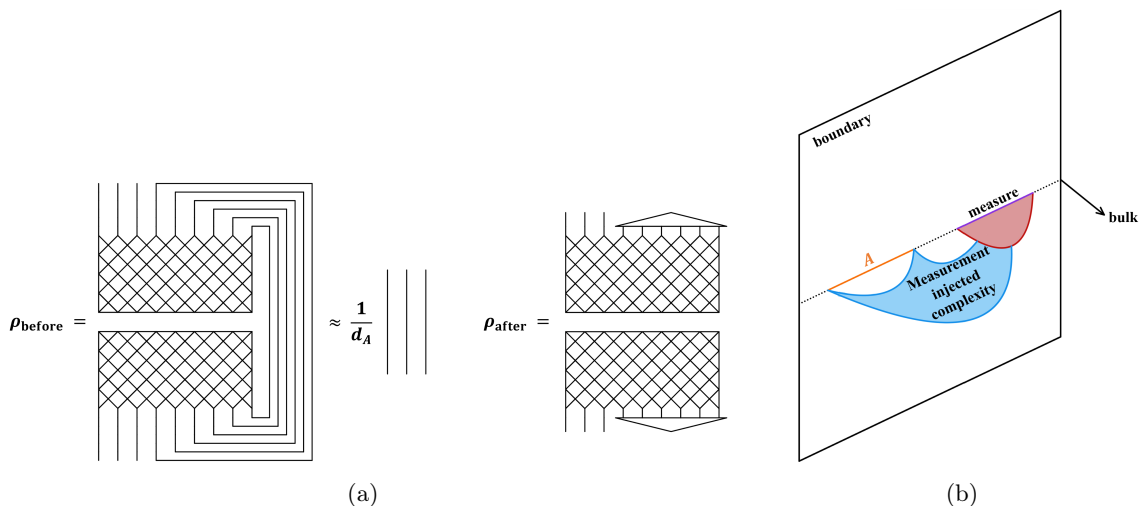 ρbefore = ≈ 1/dA
ρafter =
(a)
boundary
measure
bulk
A
Measurement
injected
complexity
(b)